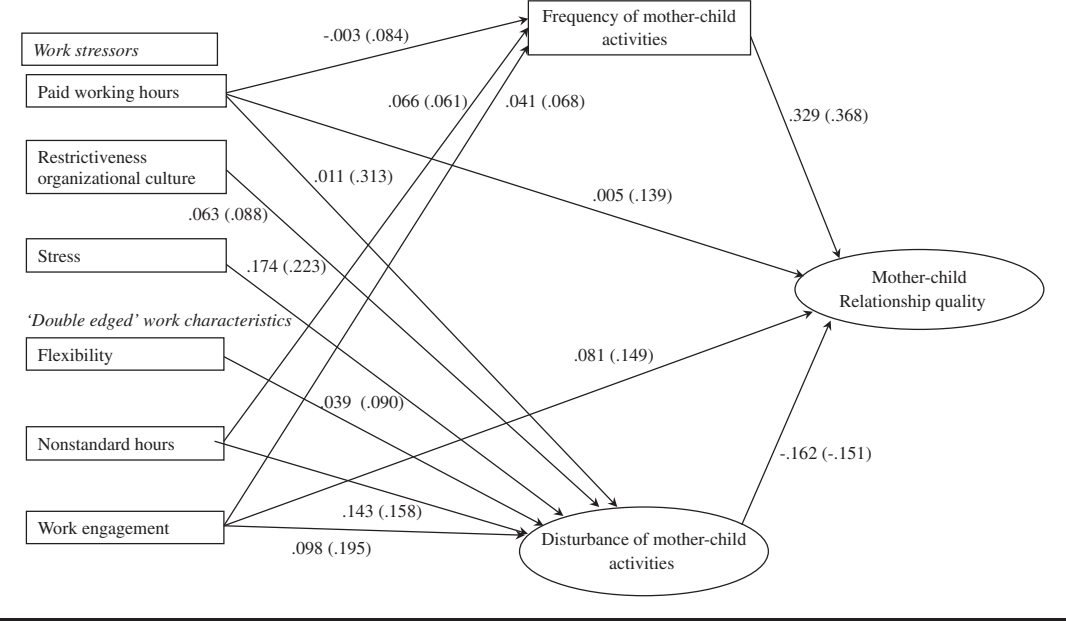 Frequency of mother-child
activities
Work stressors
-.003 (.084)
Paid working hours
.066 (.061)
.041 (.068)
.329 (.368)
Restrictiveness
organizational culture
.011 (.313)
.005 (.139)
.063 (.088)
Stress
.174 (.223)
Mother-child
Relationship quality
‘Double edged’ work characteristics
Flexibility
.081 (.149)
.039 (.090)
Nonstandard hours
-.162 (-.151)
.143 (.158)
Work engagement
.098 (.195)
Disturbance of mother-child
activities